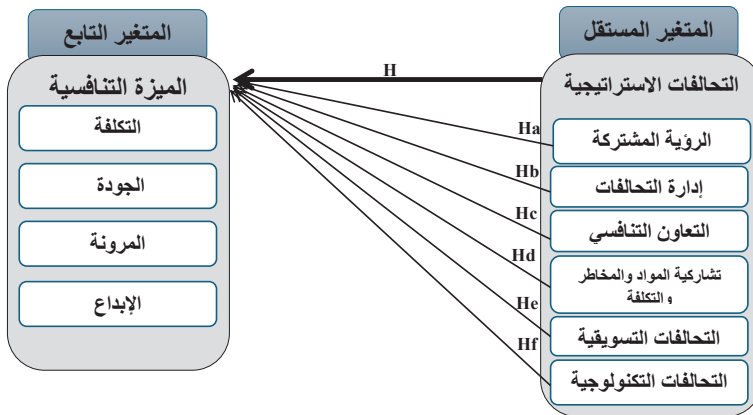 المتغير المستقل
التحالفات الاستراتيجية
الرؤية المشتركة
إدارة التحالفات
التعاون التنافسي
تشاركية المواد والمخاطر
والتكلفة
التحالفات التسويقية
التحالفات التكنولوجية
H
Ha
Hb
Hc
Hd
He
Hf
المتغير التابع
الميزة التنافسية
التكلفة
الجودة
المرونة
الإبداع